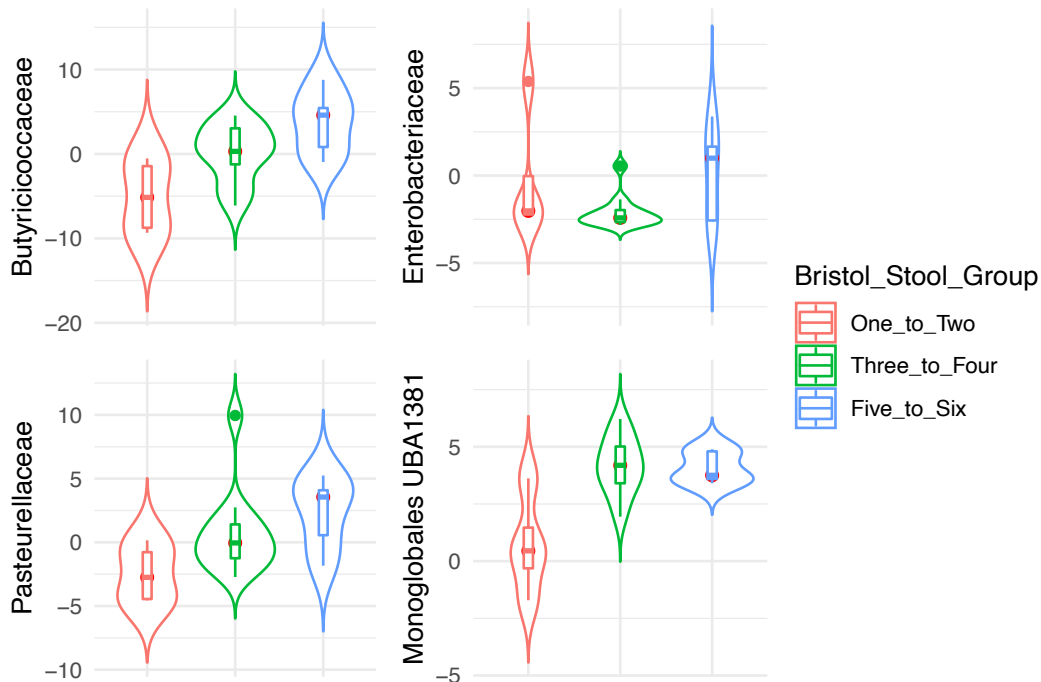 Butyricicoccaceae
10
0
−10
−20
Enterobacteriaceae
5
0
−5
Pasteurellaceae
10
5
0
−5
−10
Monoglobales UBA1381
5
0
−5
Bristol_Stool_Group
One_to_Two
Three_to_Four
Five_to_Six